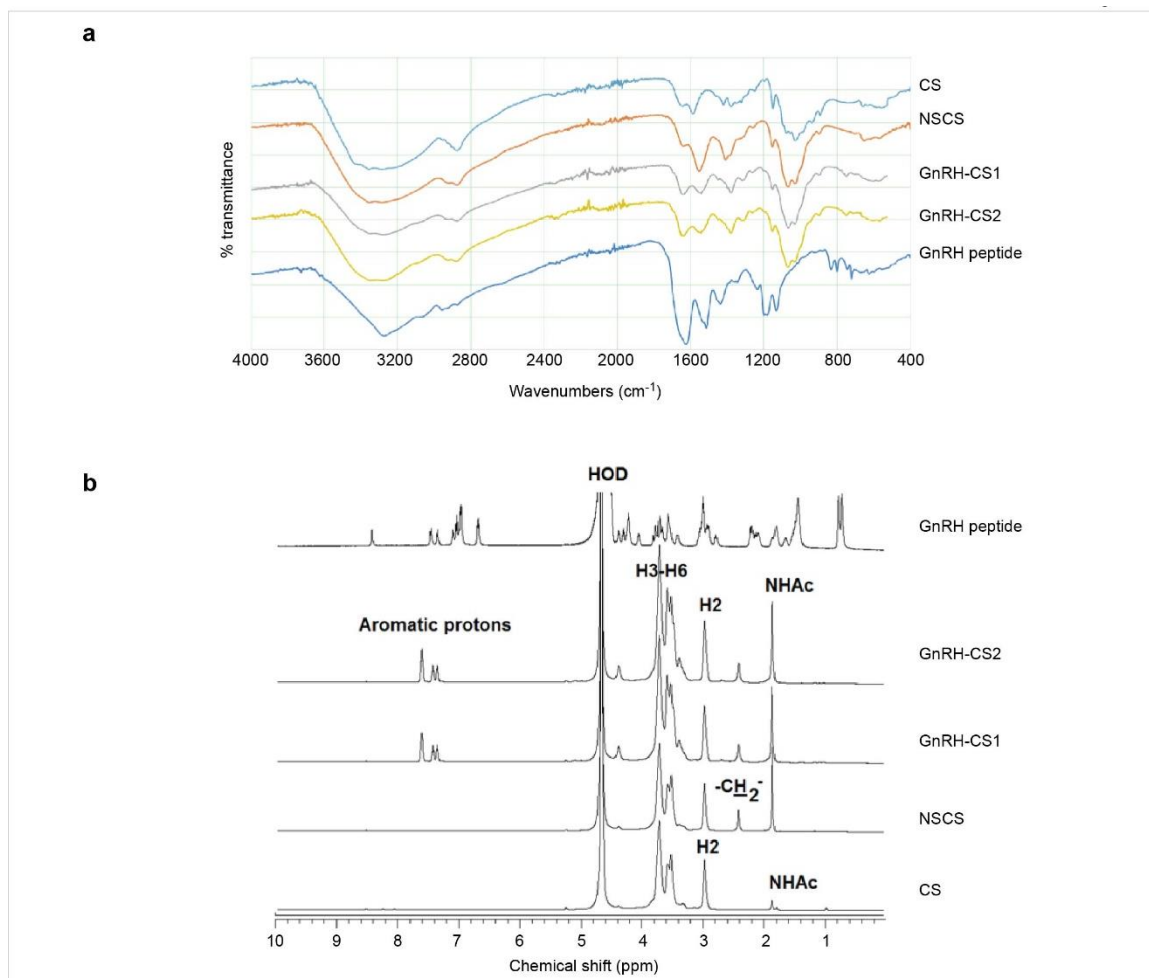 a
% transmittance
CS
NSCS
GnRH-CS1
GnRH-CS2
GnRH peptide
4000 3600 3200 2800 2400 2000 1600 1200 800 400
Wavenumbers (cm-1)
b
HOD
GnRH peptide
H3-H6
H2
NHAc
Aromatic protons
GnRH-CS2
GnRH-CS1
-CH2-
NSCS
H2
NHAc
CS
10 9 8 7 6 5 4 3 2 1
Chemical shift (ppm)